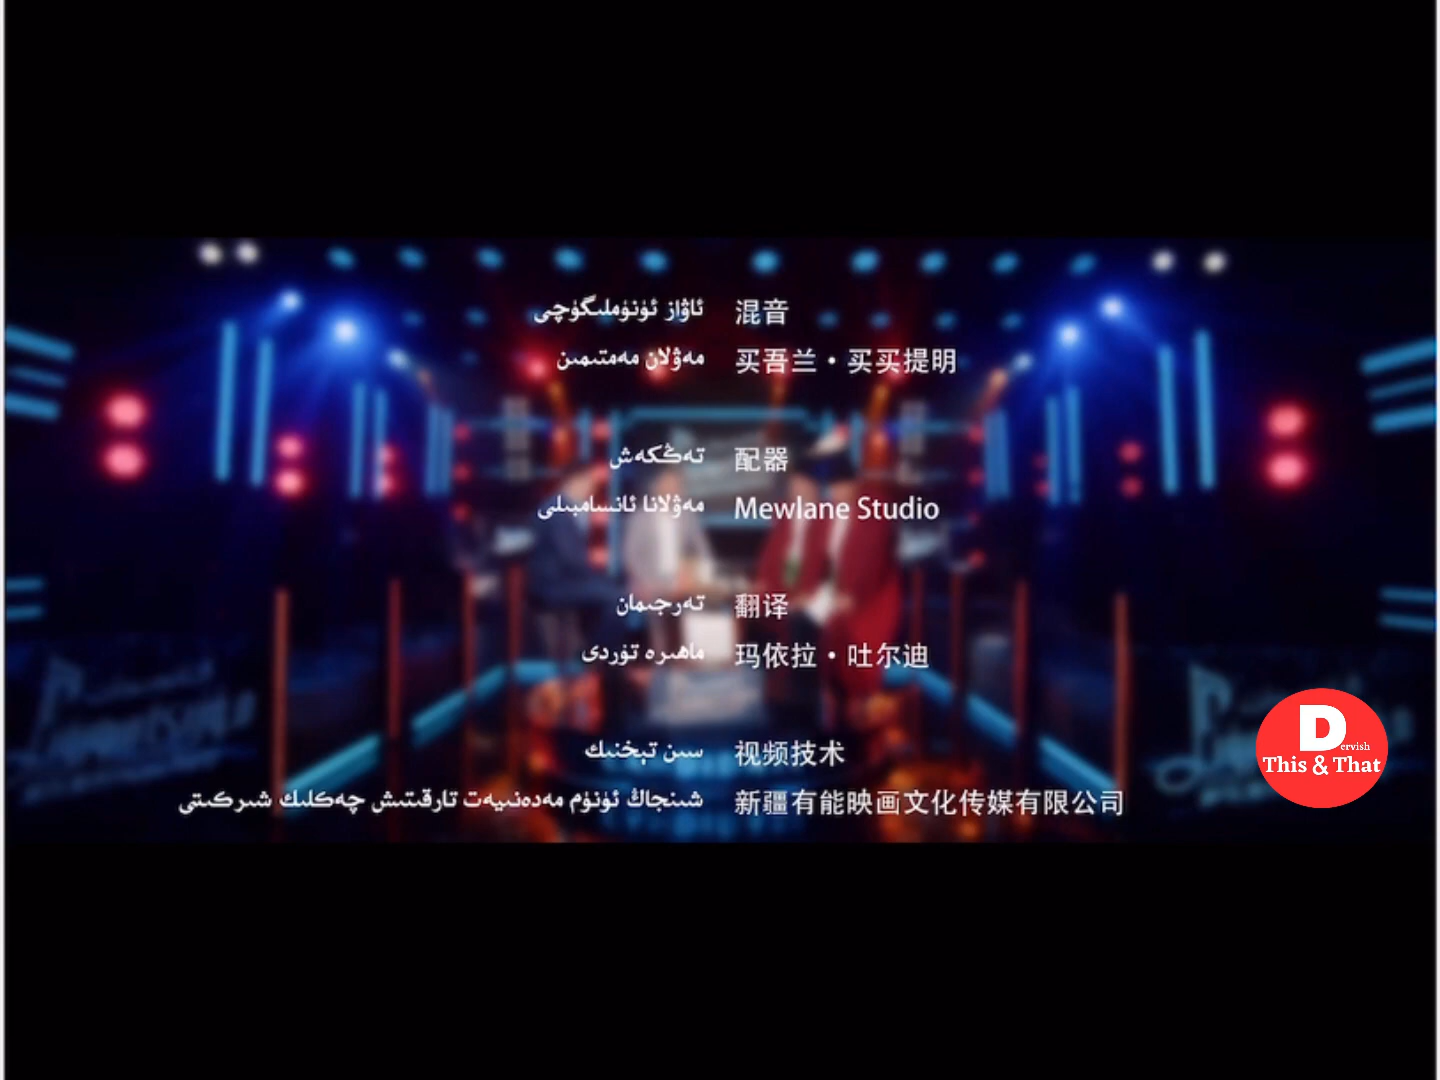 ئاۋاز ئۈنۈملىگۈچى 混音
مەۋلان مەمتىمىن 买吾兰·买买提明
تەڭكەش 配器
مەۋلانا ئانسامبىلى Mewlane Studio
تەرجىمان 翻译
ماھىرە تۇردى 玛依拉·吐尔迪
سىن تېخنىك 视频技术
شىنجاڭ ئۈنۈم مەدەنىيەت تارقىتىش چەكلىك شىركىتى 新疆有能映画文化传媒有限公司
Dervish
This & That